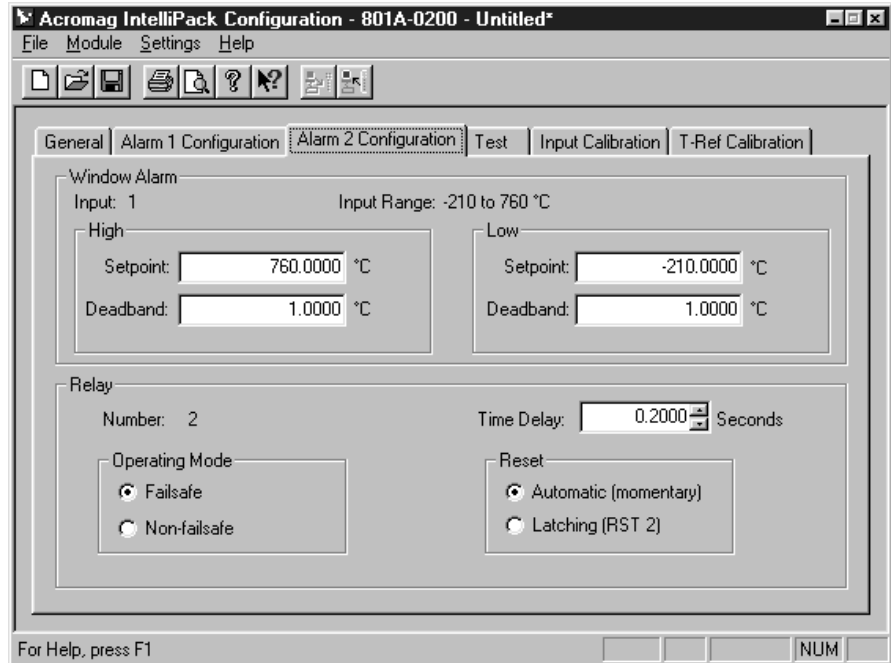 Acromag IntelliPack Configuration - 801A-0200 - Untitled*
File Module Settings Help
General Alarm 1 Configuration Alarm 2 Configuration Test Input Calibration T-Ref Calibration
Window Alarm
Input: 1 Input Range: -210 to 760 °C
High Low
Setpoint: 760.0000 °C Setpoint: -210.0000 °C
Deadband: 1.0000 °C Deadband: 1.0000 °C
Relay
Number: 2 Time Delay: 0.2000 Seconds
Operating Mode Reset
Failsafe Automatic (momentary)
Non-failsafe Latching (RST 2)
For Help, press F1 NUM